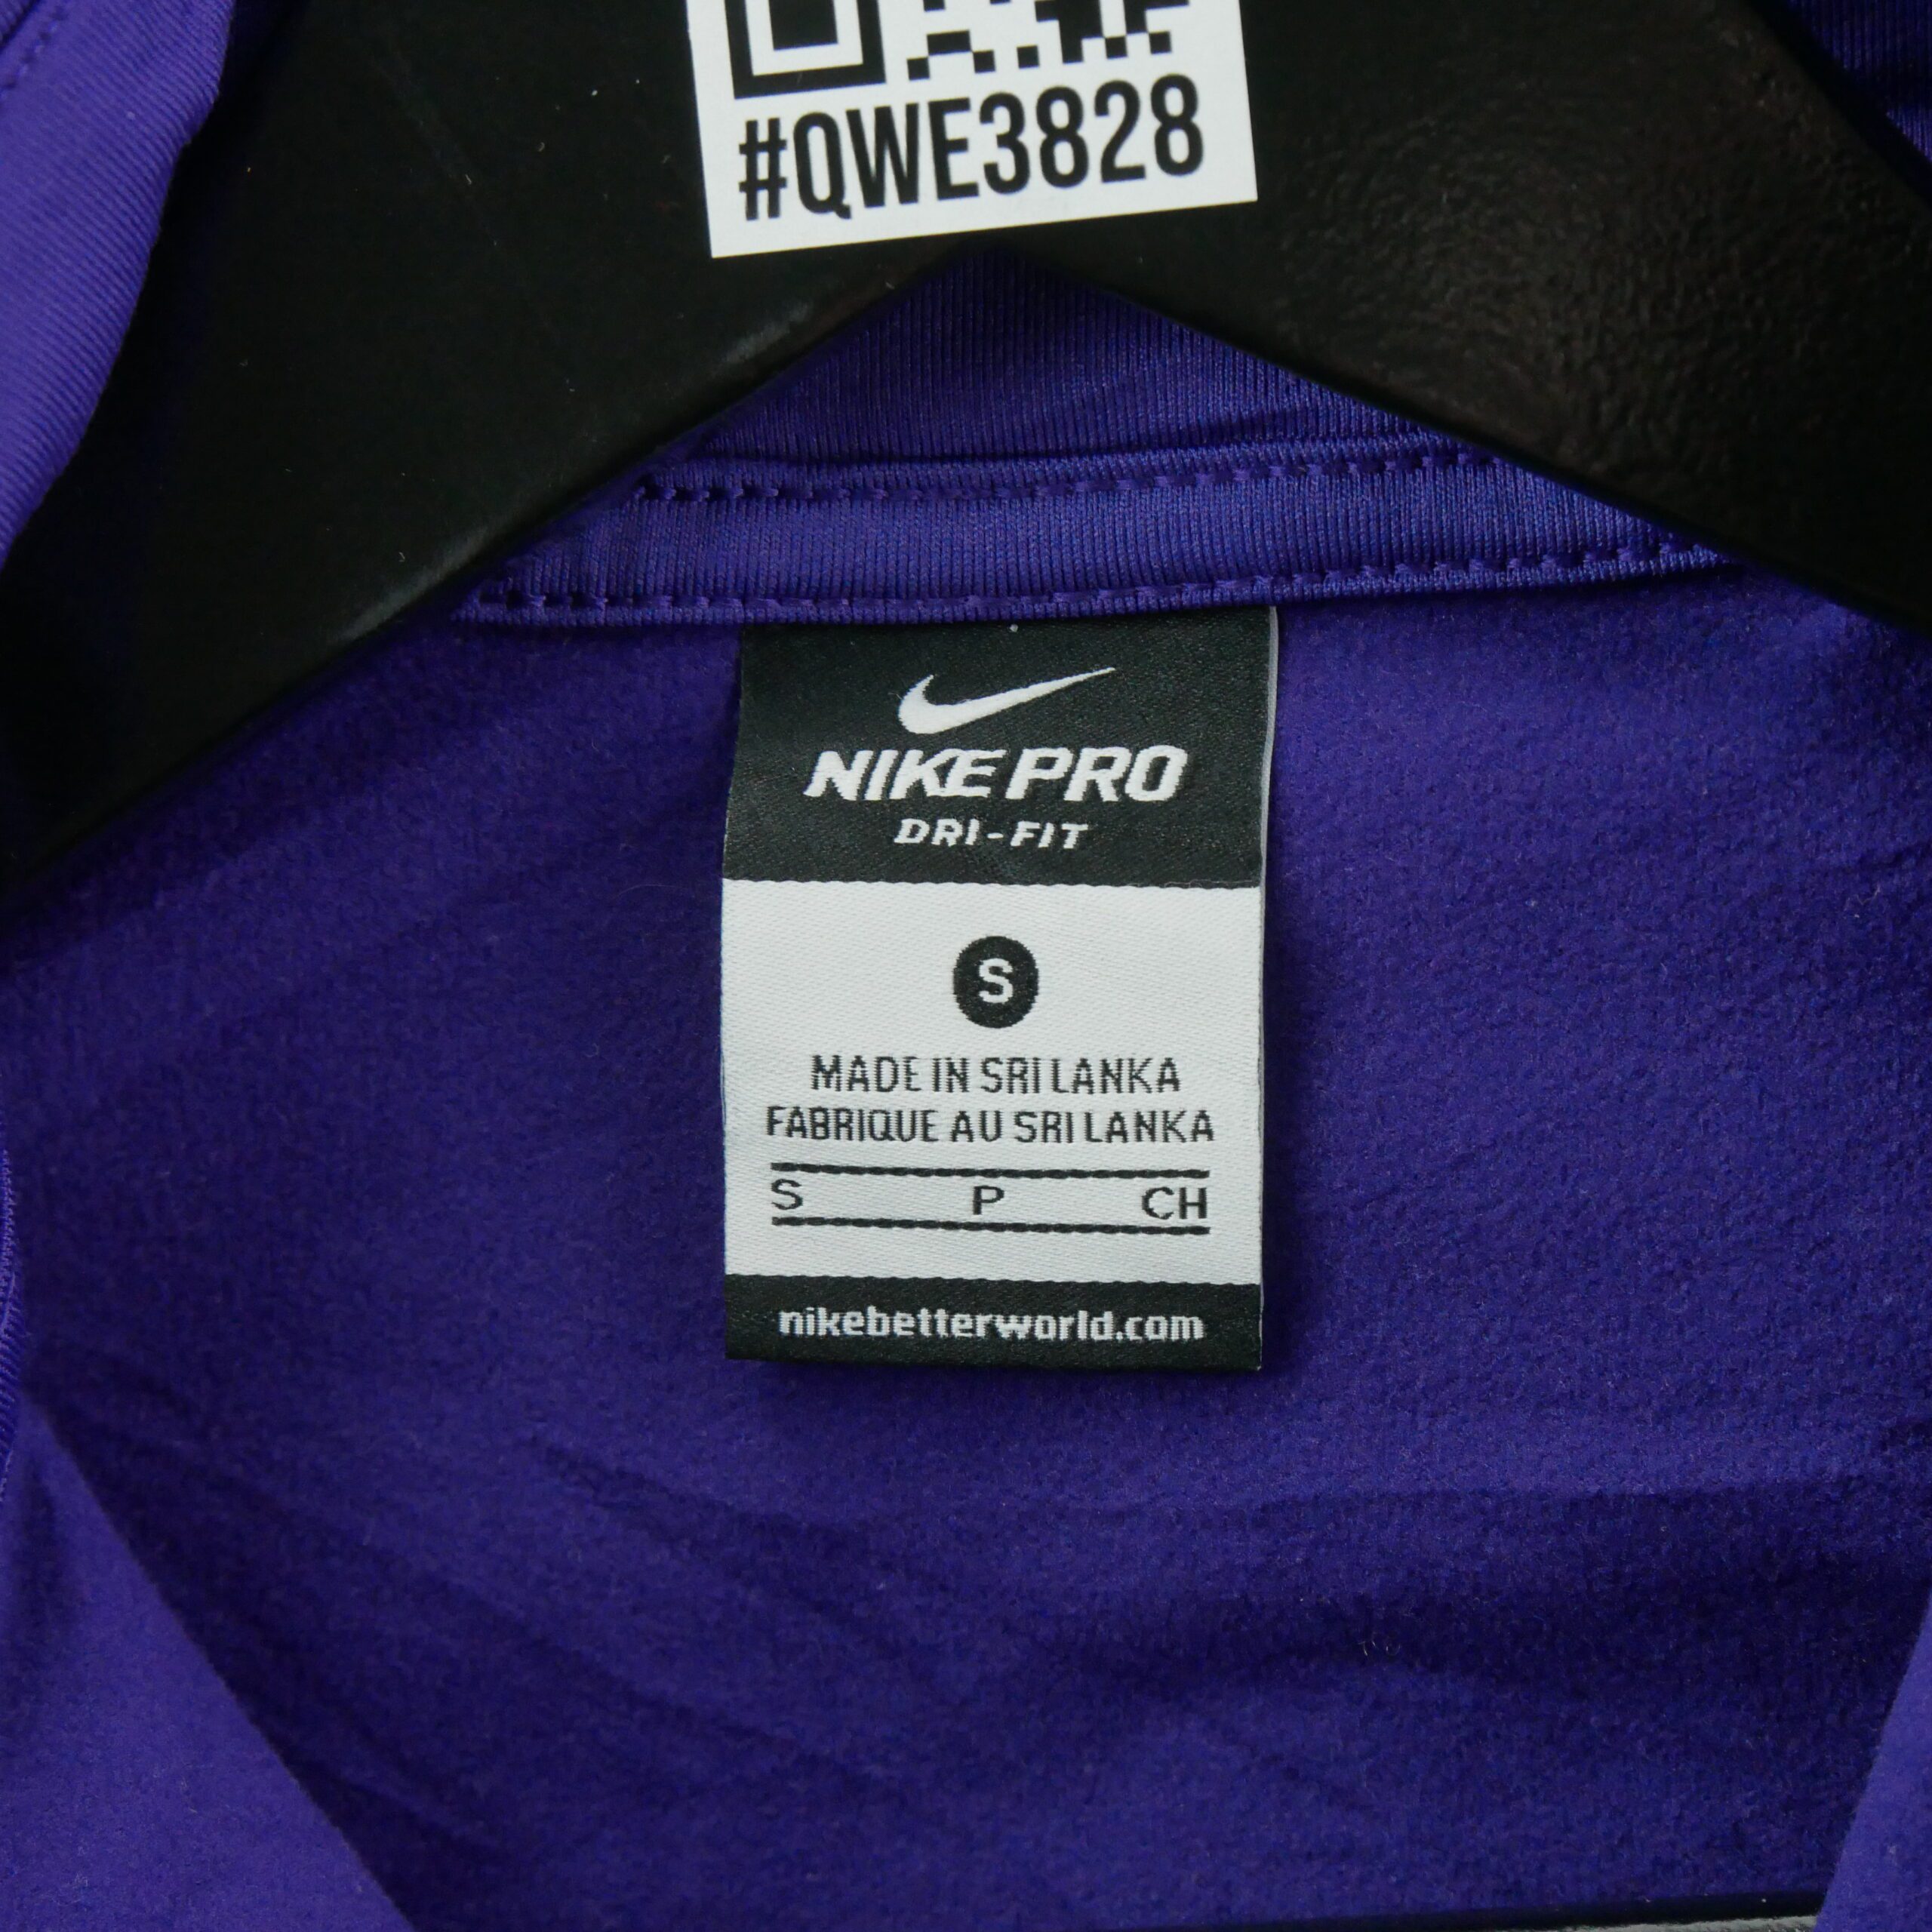 #QWE3828
NIKE PRO
DRI-FIT
S
MADE IN SRI LANKA
FABRIQUE AU SRI LANKA
S P CH
nikebetterworld.com